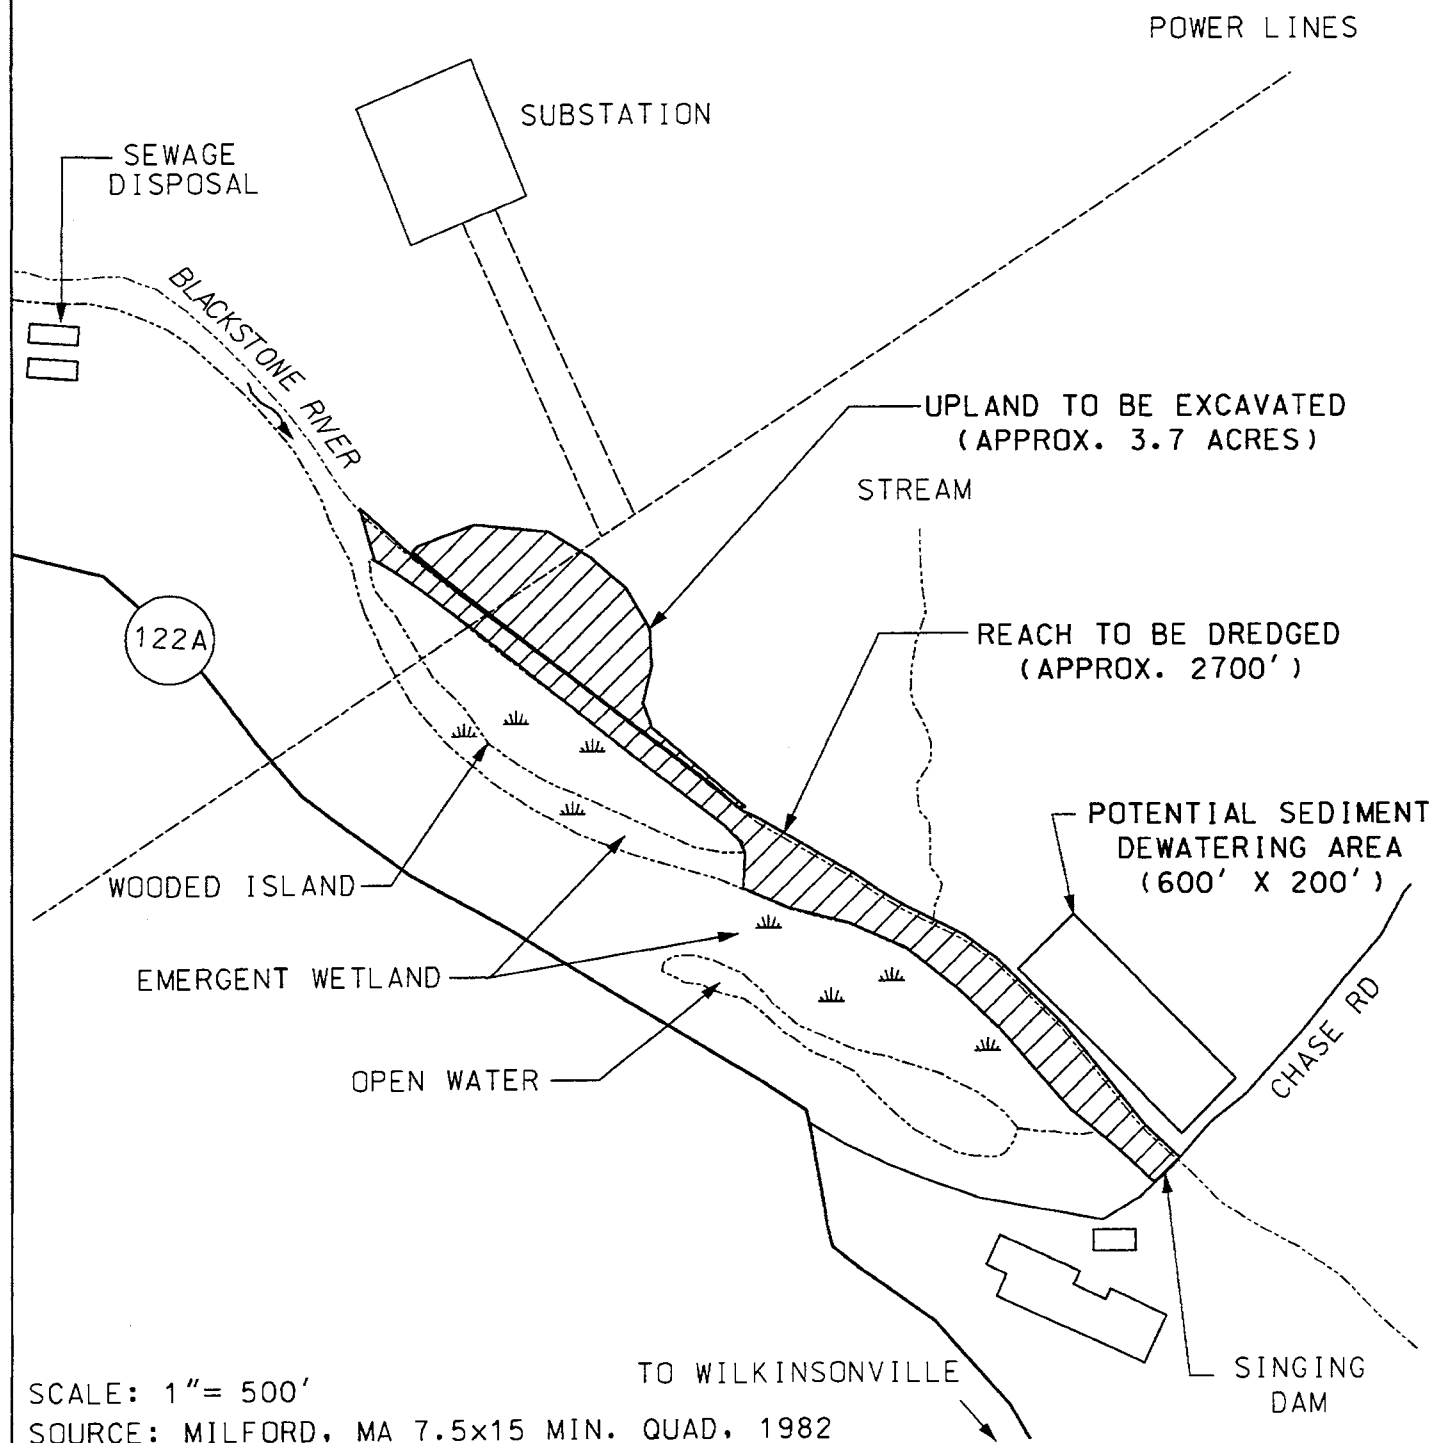 POWER LINES
SUBSTATION
SEWAGE
DISPOSAL
BLACKSTONE RIVER
UPLAND TO BE EXCAVATED
(APPROX. 3.7 ACRES)
STREAM
122A
REACH TO BE DREDGED
(APPROX. 2700')
POTENTIAL SEDIMENT
DEWATERING AREA
(600' X 200')
WOODED ISLAND
EMERGENT WETLAND
OPEN WATER
CHASE RD
TO WILKINSONVILLE
SINGING
DAM
SCALE: 1"= 500'
SOURCE: MILFORD, MA 7.5x15 MIN. QUAD, 1982